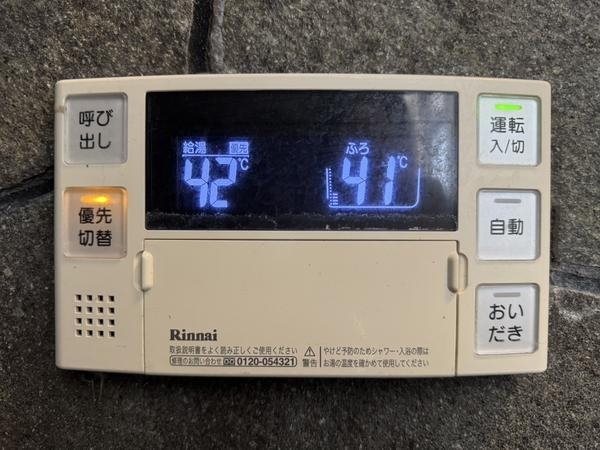 呼び
出し
優先
切替
給湯 優先
42℃
ふろ
41℃
運転
入/切
自動
おい
だき
Rinnai
取扱説明書をよく読み正しくご使用ください
修理のお問い合わせ 0120-054321
警告
やけど予防のためシャワー・入浴の際は
お湯の温度を確かめて使用してください